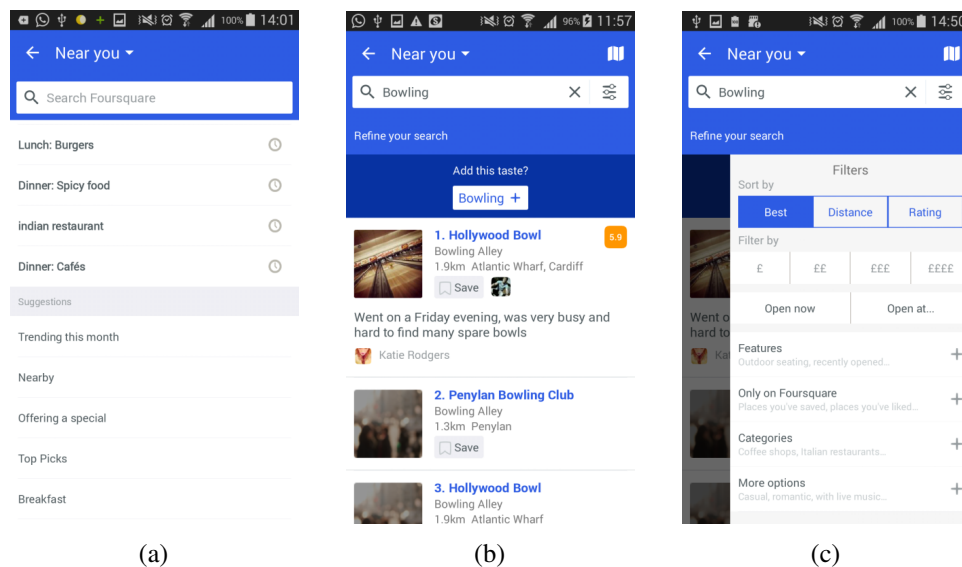 100% 14:01
Near you
Search Foursquare
Lunch: Burgers
Dinner: Spicy food
indian restaurant
Dinner: Cafés
Suggestions
Trending this month
Nearby
Offering a special
Top Picks
Breakfast
(a)
96% 11:57
Near you
Bowling
Refine your search
Add this taste?
Bowling +
1. Hollywood Bowl
5.9
Bowling Alley
1.9km Atlantic Wharf, Cardiff
Save
Went on a Friday evening, was very busy and
hard to find many spare bowls
Katie Rodgers
2. Penylan Bowling Club
Bowling Alley
1.3km Penylan
Save
3. Hollywood Bowl
Bowling Alley
1.9km Atlantic Wharf
(b)
100% 14:50
Near you
Bowling
Refine your search
Went o
hard to
Ka
Filters
Sort by
Best Distance Rating
Filter by
£ ££ £££ ££££
Open now Open at...
Features
Outdoor seating, recently opened...
Only on Foursquare
Places you've saved, places you've liked...
Categories
Coffee shops, Italian restaurants...
More options
Casual, romantic, with live music...
(c)